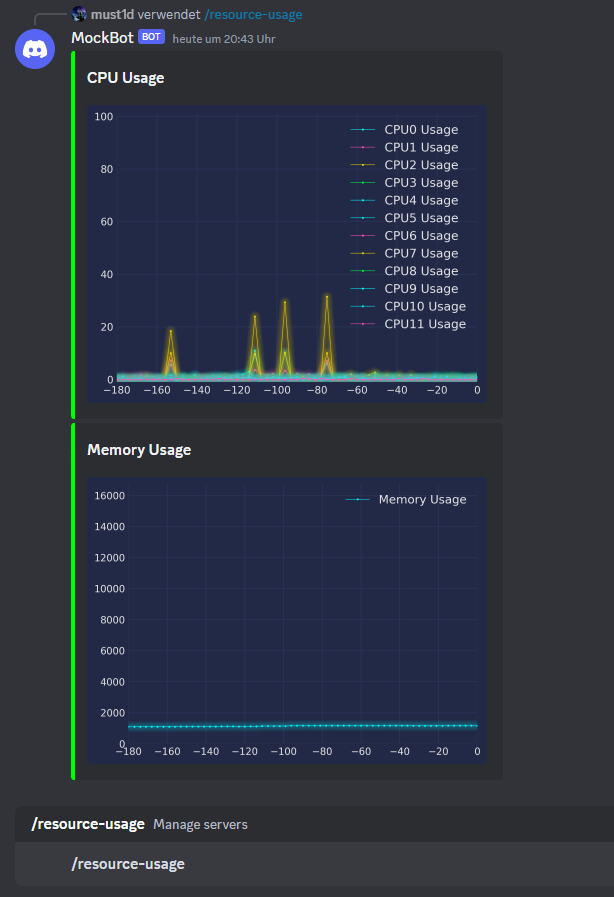 must1d verwendet /resource-usage
MockBot BOT heute um 20:43 Uhr
CPU Usage
100
80
60
40
20
0
CPU0 Usage
CPU1 Usage
CPU2 Usage
CPU3 Usage
CPU4 Usage
CPU5 Usage
CPU6 Usage
CPU7 Usage
CPU8 Usage
CPU9 Usage
CPU10 Usage
CPU11 Usage
−180 −160 −140 −120 −100 −80 −60 −40 −20 0
Memory Usage
16000
14000
12000
10000
8000
6000
4000
2000
0
Memory Usage
−180 −160 −140 −120 −100 −80 −60 −40 −20 0
/resource-usage Manage servers
/resource-usage